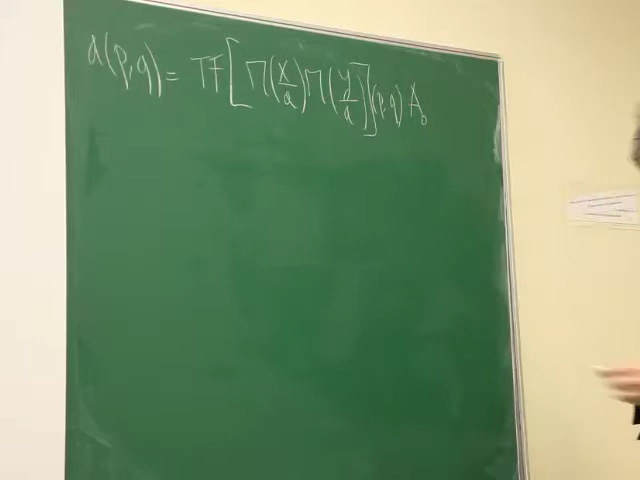 a(p,q) = TF[Π(x/a)Π(y/a)](p,q) A₀